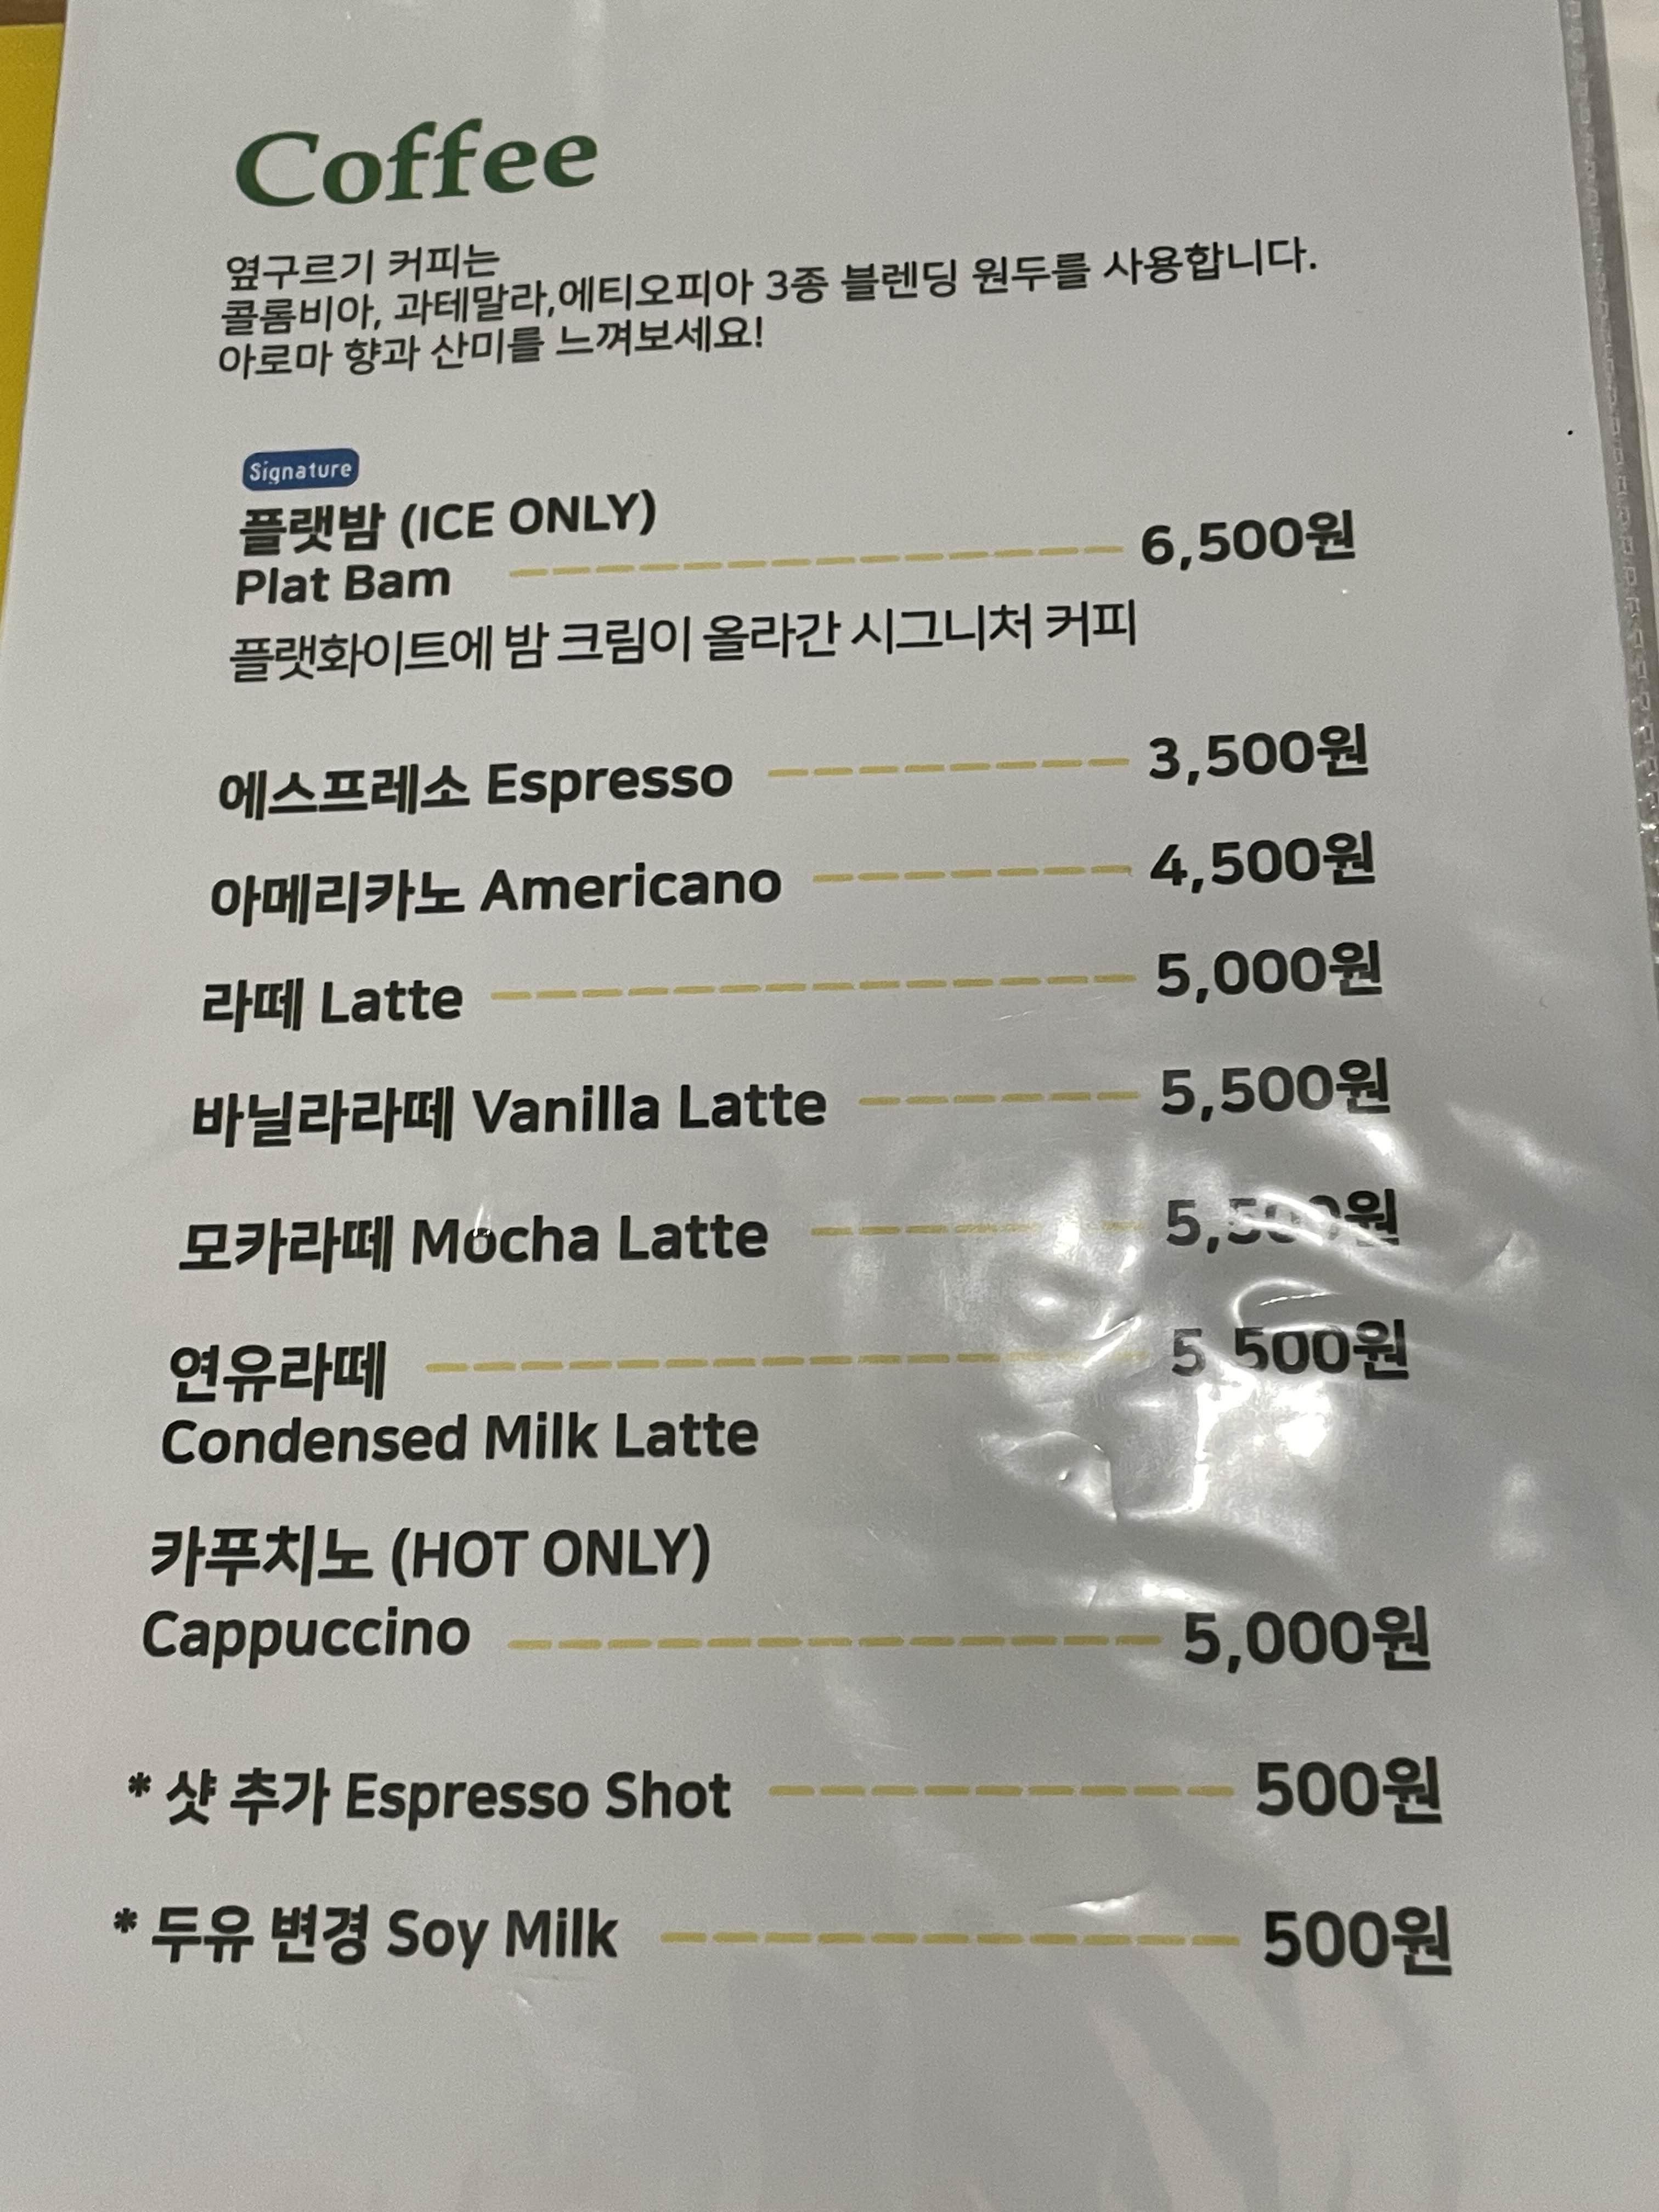 Coffee
옆구르기 커피는
콜롬비아, 과테말라,에티오피아 3종 블렌딩 원두를 사용합니다.
아로마 향과 산미를 느껴보세요!
Signature
플랫밤 (ICE ONLY)
Plat Bam 6,500원
플랫화이트에 밤 크림이 올라간 시그니처 커피
에스프레소 Espresso 3,500원
아메리카노 Americano 4,500원
라떼 Latte 5,000원
바닐라라떼 Vanilla Latte 5,500원
모카라떼 Mocha Latte 5,500원
연유라떼 5,500원
Condensed Milk Latte
카푸치노 (HOT ONLY)
Cappuccino 5,000원
* 샷 추가 Espresso Shot 500원
* 두유 변경 Soy Milk 500원